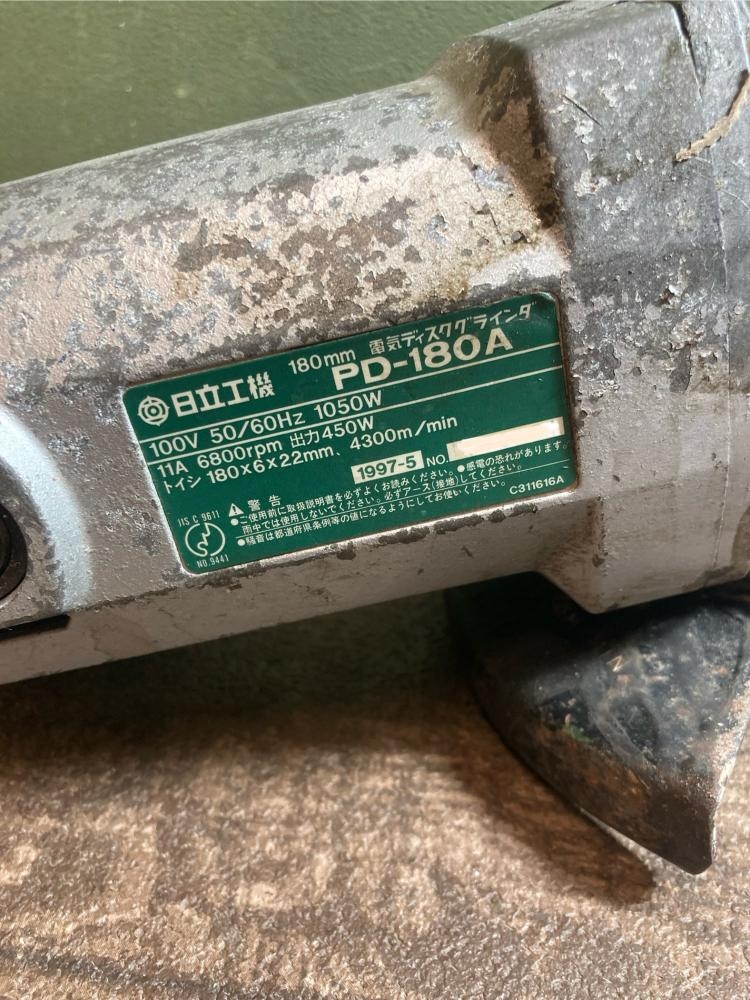 180mm 電気ディスクグラインダ
日立工機 PD-180A
100V 50/60Hz 1050W
11A 6800rpm 出力450W
トイシ 180×6×22mm、4300m/min
1997-5 NO.
警告
●ご使用前に取扱説明書を必ずよくお読みください。●感電の恐れがあります。
雨中では使用しないでください。必ずアース(接地)してください。
●騒音は都道府県条例等の値になるようにしてお使いください。
JIS C 9611
NO.9441
C311616A